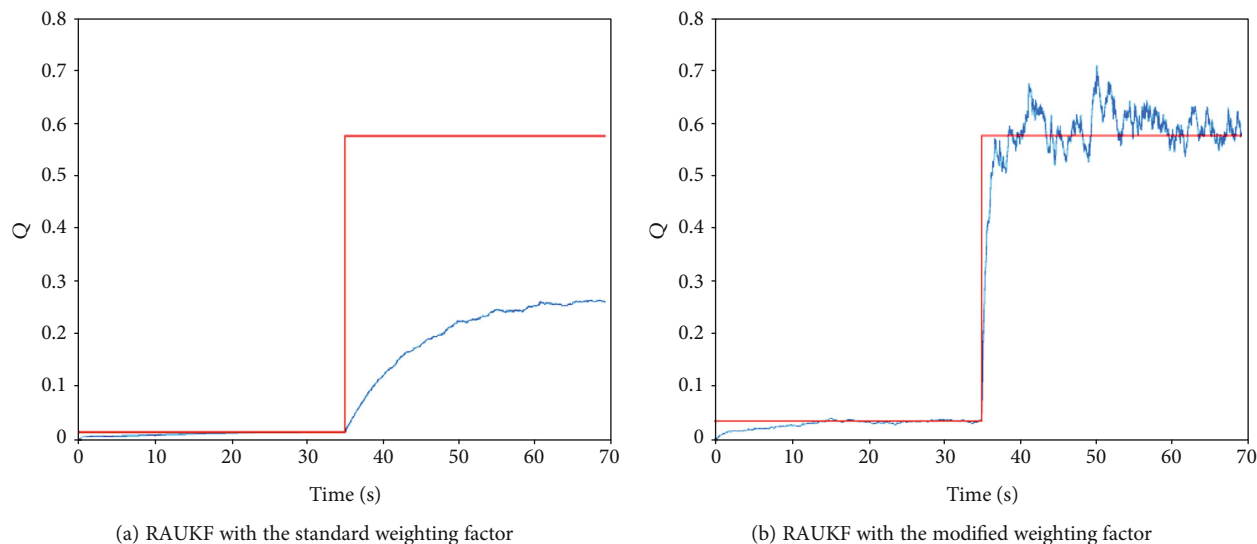 0.8
0.7
0.6
0.5
0.4
0.3
0.2
0.1
0
Q
0 10 20 30 40 50 60 70
Time (s)
(a) RAUKF with the standard weighting factor
0.8
0.7
0.6
0.5
0.4
0.3
0.2
0.1
0
Q
0 10 20 30 40 50 60 70
Time (s)
(b) RAUKF with the modified weighting factor